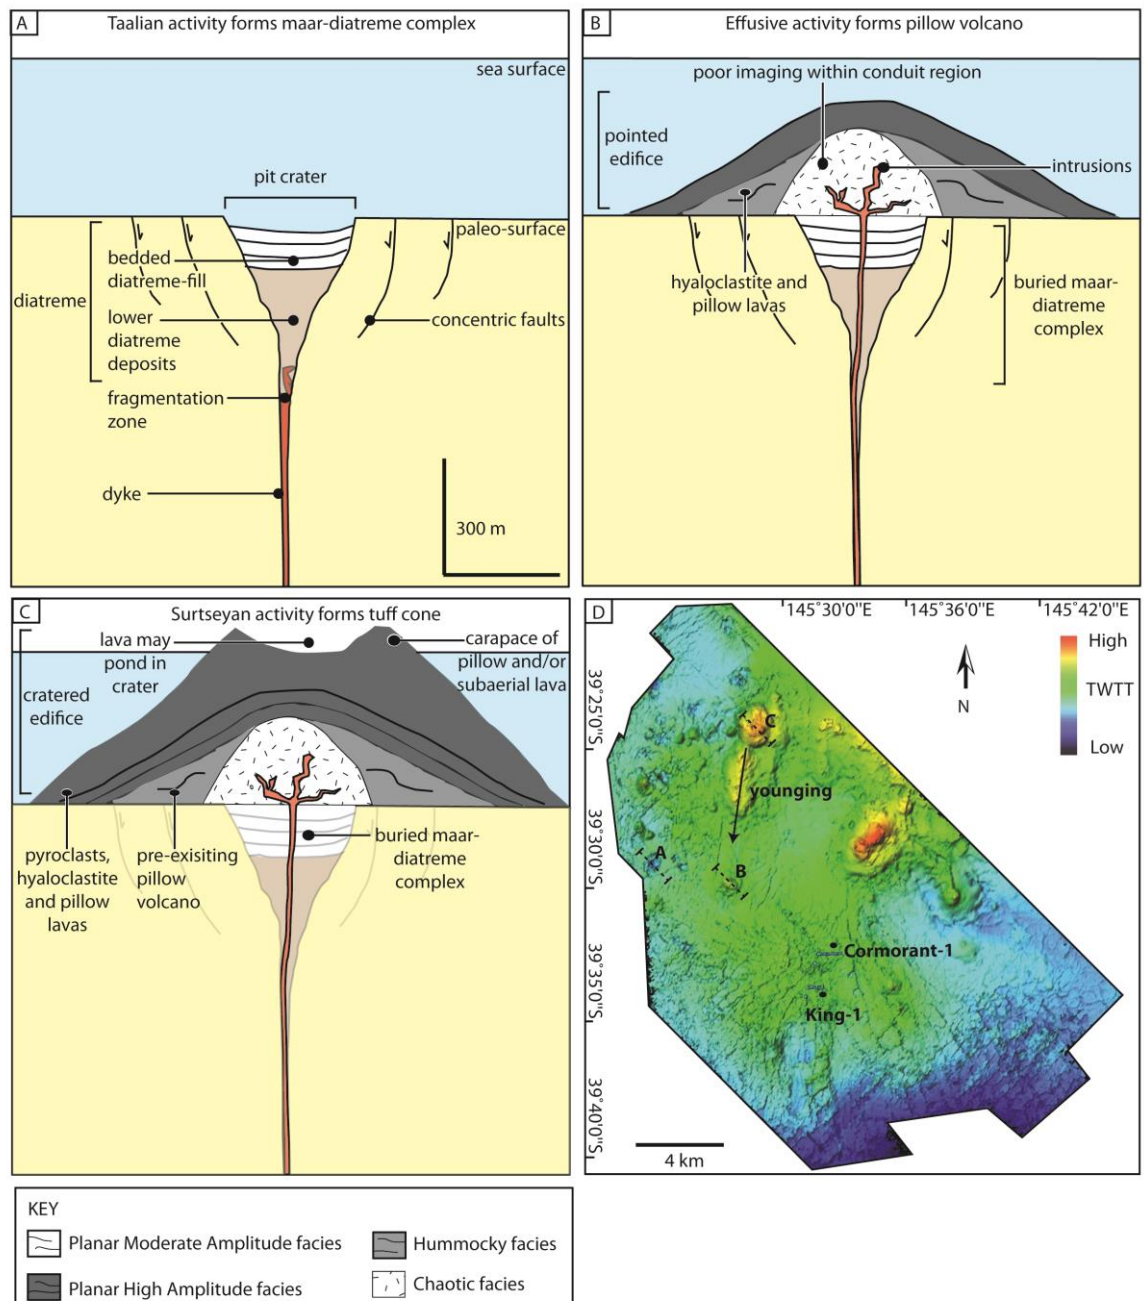 A
Taalian activity forms maar-diatreme complex
sea surface
pit crater
paleo-surface
bedded
diatreme-fill
diatreme
lower
diatreme
deposits
concentric faults
fragmentation
zone
dyke
300 m
B
Effusive activity forms pillow volcano
poor imaging within conduit region
pointed
edifice
intrusions
hyaloclastite and
pillow lavas
buried maar-
diatreme
complex
C
Surtseyan activity forms tuff cone
lava may
pond in
crater
carapace of
pillow and/or
subaerial lava
cratered
edifice
pyroclasts,
hyaloclastite
and pillow
lavas
pre-exisiting
pillow
volcano
buried maar-
diatreme
complex
D
145°30'0"E
145°36'0"E
145°42'0"E
High
TWTT
Low
N
39°25'0"S
39°30'0"S
39°35'0"S
39°40'0"S
C
younging
A
B
Cormorant-1
King-1
4 km
KEY
Planar Moderate Amplitude facies
Hummocky facies
Planar High Amplitude facies
Chaotic facies